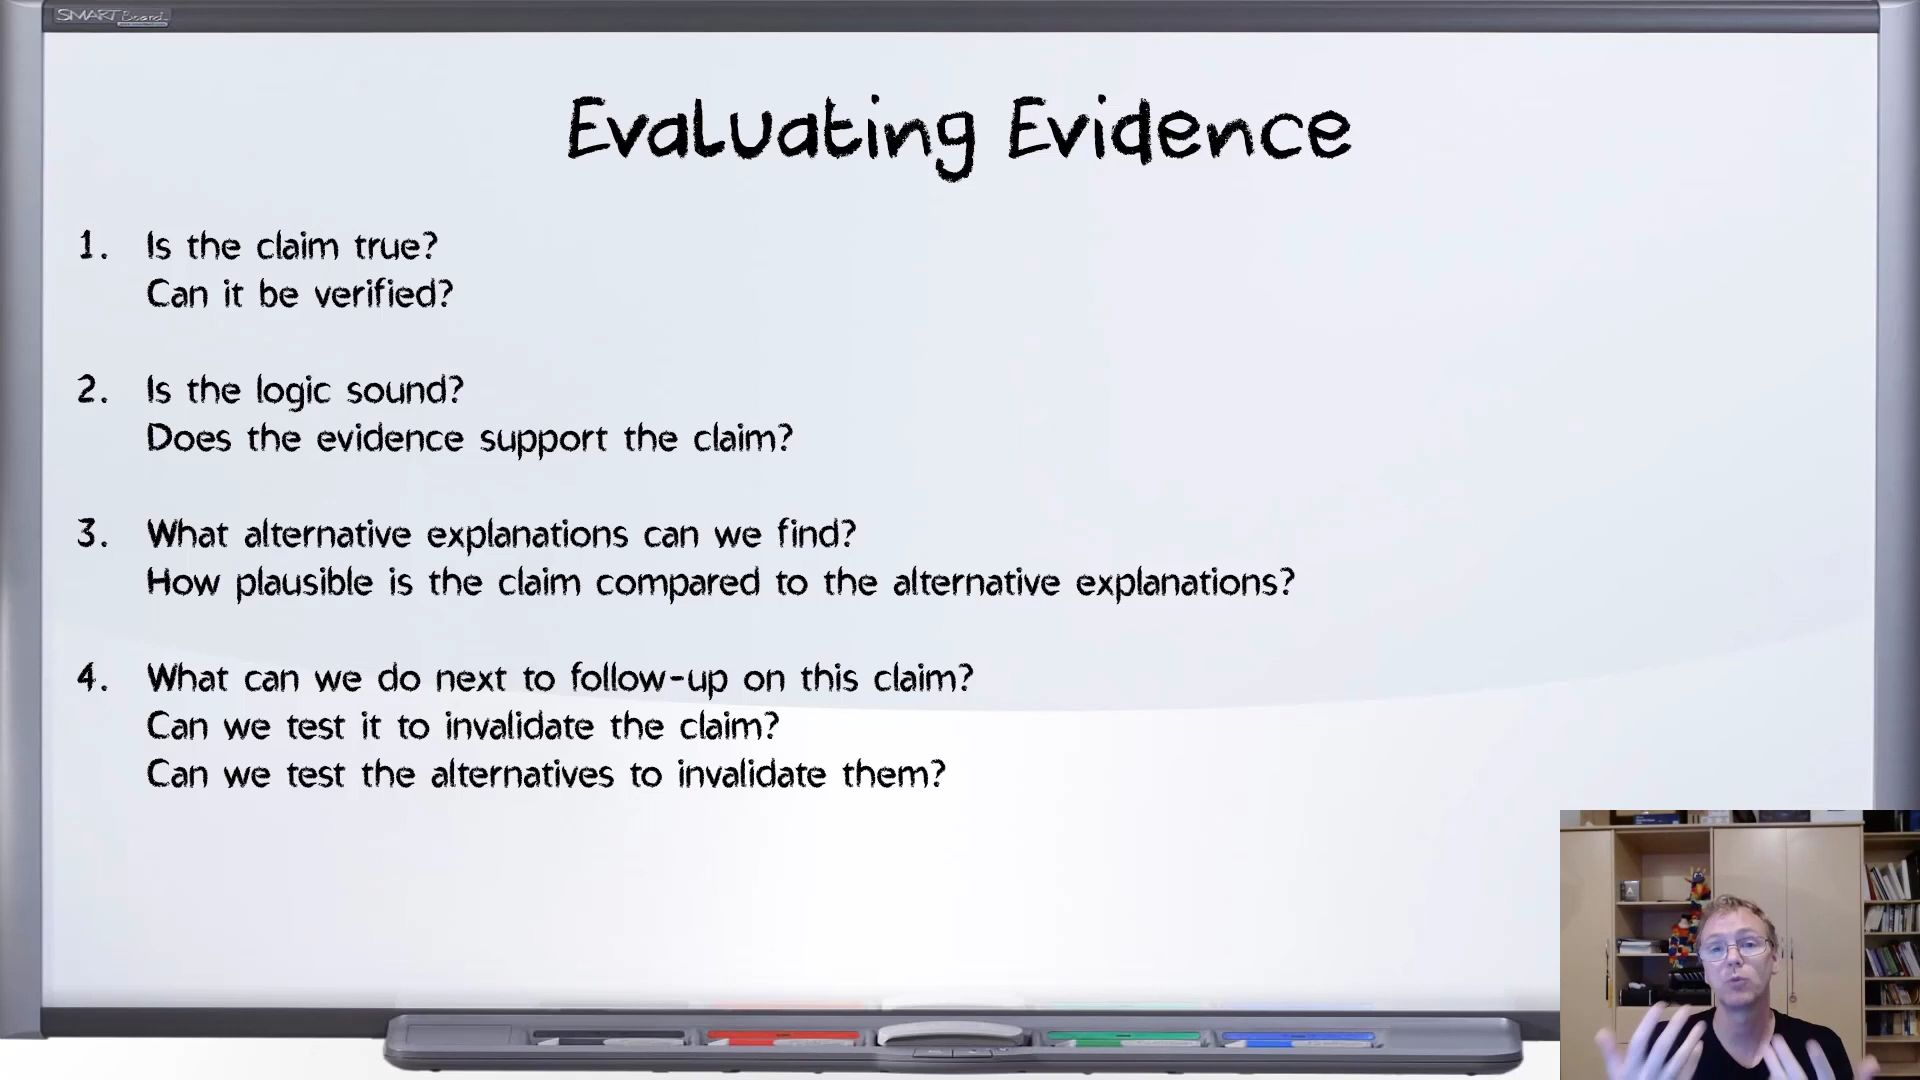 SMART Board
Evaluating Evidence
1. Is the claim true?
Can it be verified?
2. Is the logic sound?
Does the evidence support the claim?
3. What alternative explanations can we find?
How plausible is the claim compared to the alternative explanations?
4. What can we do next to follow-up on this claim?
Can we test it to invalidate the claim?
Can we test the alternatives to invalidate them?